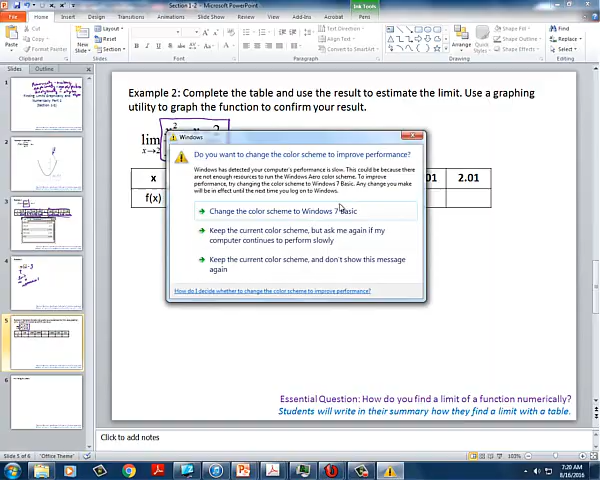 Section 1-2 - Microsoft PowerPoint
Ink Tools
File Home Insert Design Transitions Animations Slide Show Review View Add-Ins Acrobat Pens
Paste
New Slide
Layout
Reset
Section
Text Direction
Align Text
Convert to SmartArt
Arrange
Quick Styles
Shape Fill
Shape Outline
Shape Effects
Find
Replace
Select
Clipboard Slides Font Paragraph Drawing Editing
Slides Outline
1
2
3
4
5
6
Example 2: Complete the table and use the result to estimate the limit. Use a graphing
utility to graph the function to confirm your result.
lim
x→2
x 2.01
f(x)
Windows
Do you want to change the color scheme to improve performance?
Windows has detected your computer's performance is slow. This could be because there
are not enough resources to run the Windows Aero color scheme. To improve
performance, try changing the color scheme to Windows 7 Basic. Any change you make
will be in effect until the next time you log on to Windows.
Change the color scheme to Windows 7 Basic
Keep the current color scheme, but ask me again if my
computer continues to perform slowly
Keep the current color scheme, and don't show this message
again
How do I decide whether to change the color scheme to improve performance?
Essential Question: How do you find a limit of a function numerically?
Students will write in their summary how they find a limit with a table.
Click to add notes
Slide 5 of 6 "Office Theme" 103%
7:20 AM
8/16/2016